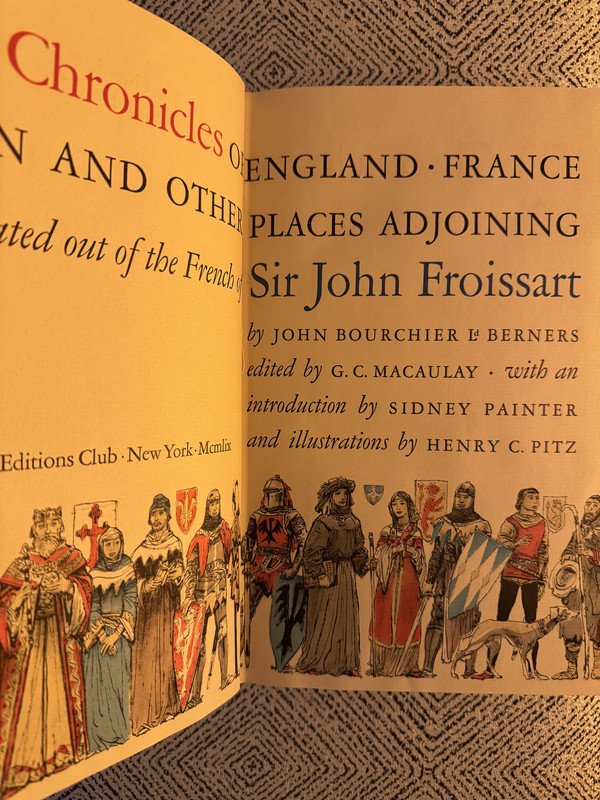 Chronicles OF ENGLAND · FRANCE
N AND OTHER PLACES ADJOINING
ated out of the French of Sir John Froissart
by JOHN BOURCHIER Ld BERNERS
edited by G. C. MACAULAY · with an
introduction by SIDNEY PAINTER
and illustrations by HENRY C. PITZ
Editions Club · New York · Mcmlix